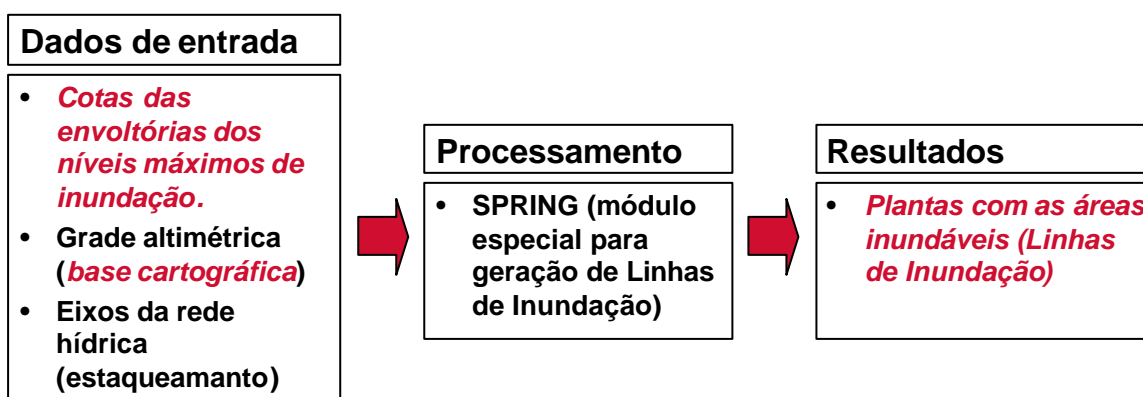 Dados de entrada
• Cotas das
envoltórias dos
níveis máximos de
inundação.
• Grade altimétrica
(base cartográfica)
• Eixos da rede
hídrica
(estaqueamanto)
Processamento
• SPRING (módulo
especial para
geração de Linhas
de Inundação)
Resultados
• Plantas com as áreas
inundáveis (Linhas
de Inundação)